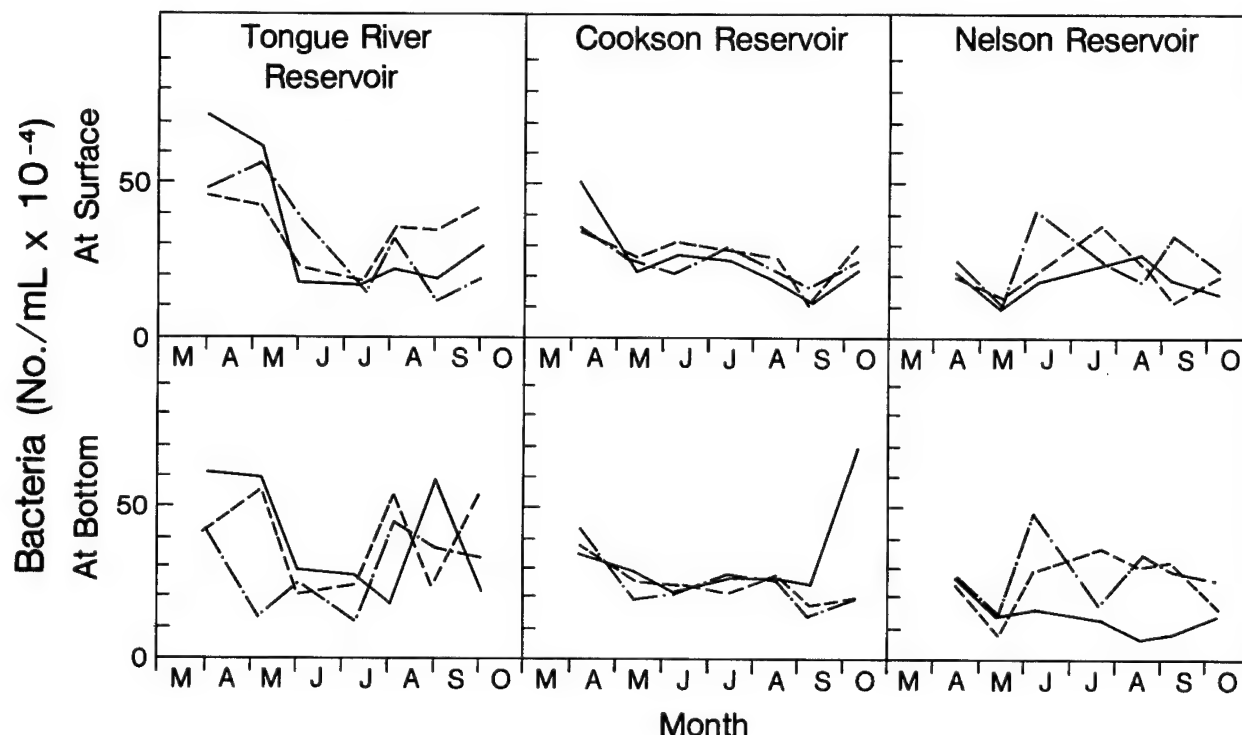 Tongue River
Reservoir
Cookson Reservoir
Nelson Reservoir
Bacteria (No./mL x 10⁻⁴)
At Surface
50
0
M A M J J A S O
M A M J J A S O
A M J J A S O
At Bottom
50
0
M A M J J A S O
M A M J J A S O
A M J J A S O
Month